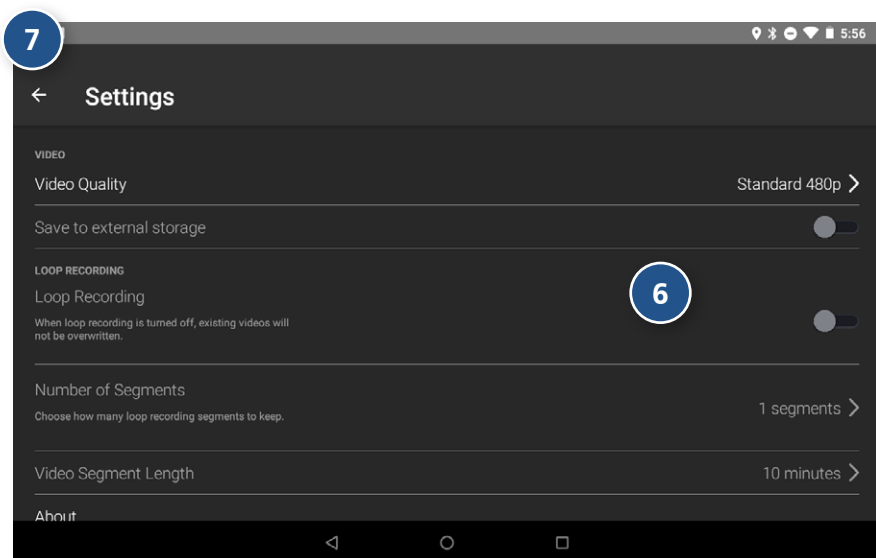 7
5:56
Settings
VIDEO
Video Quality
Standard 480p
Save to external storage
LOOP RECORDING
Loop Recording
6
When loop recording is turned off, existing videos will
not be overwritten.
Number of Segments
Choose how many loop recording segments to keep.
1 segments
Video Segment Length
10 minutes
About